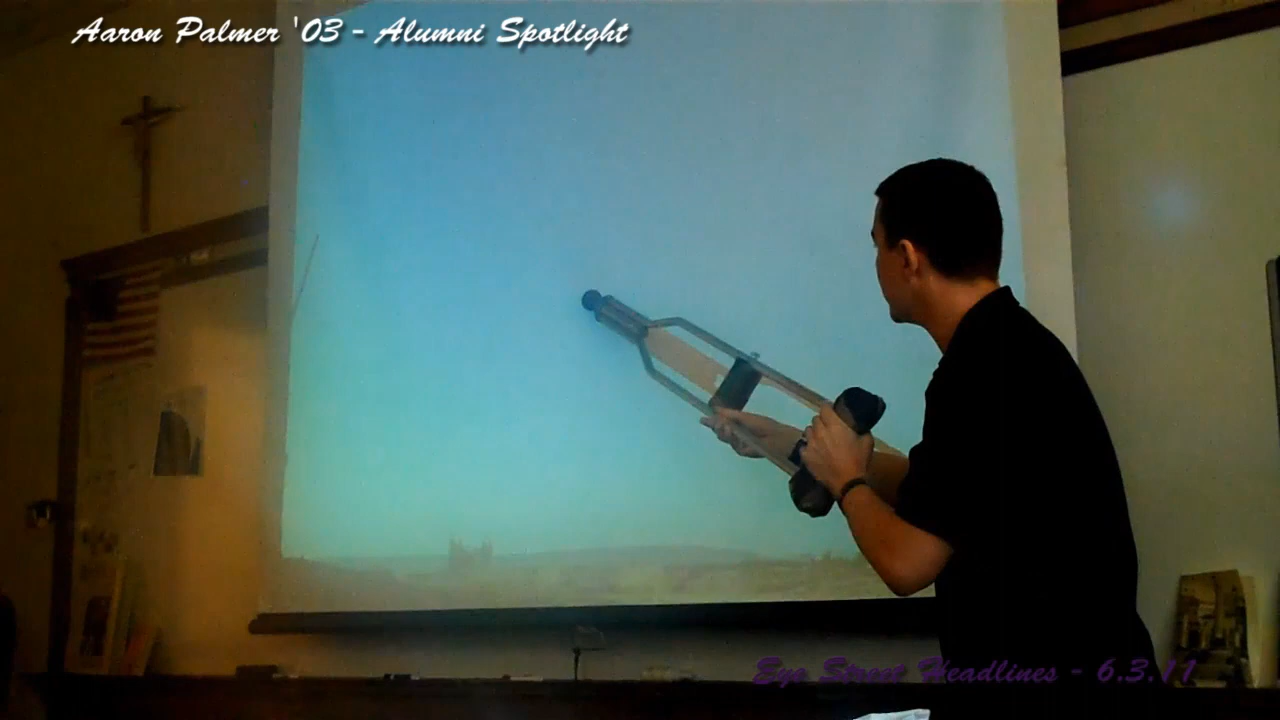 Aaron Palmer '03 - Alumni Spotlight
Eye Street Headlines - 6.3.11